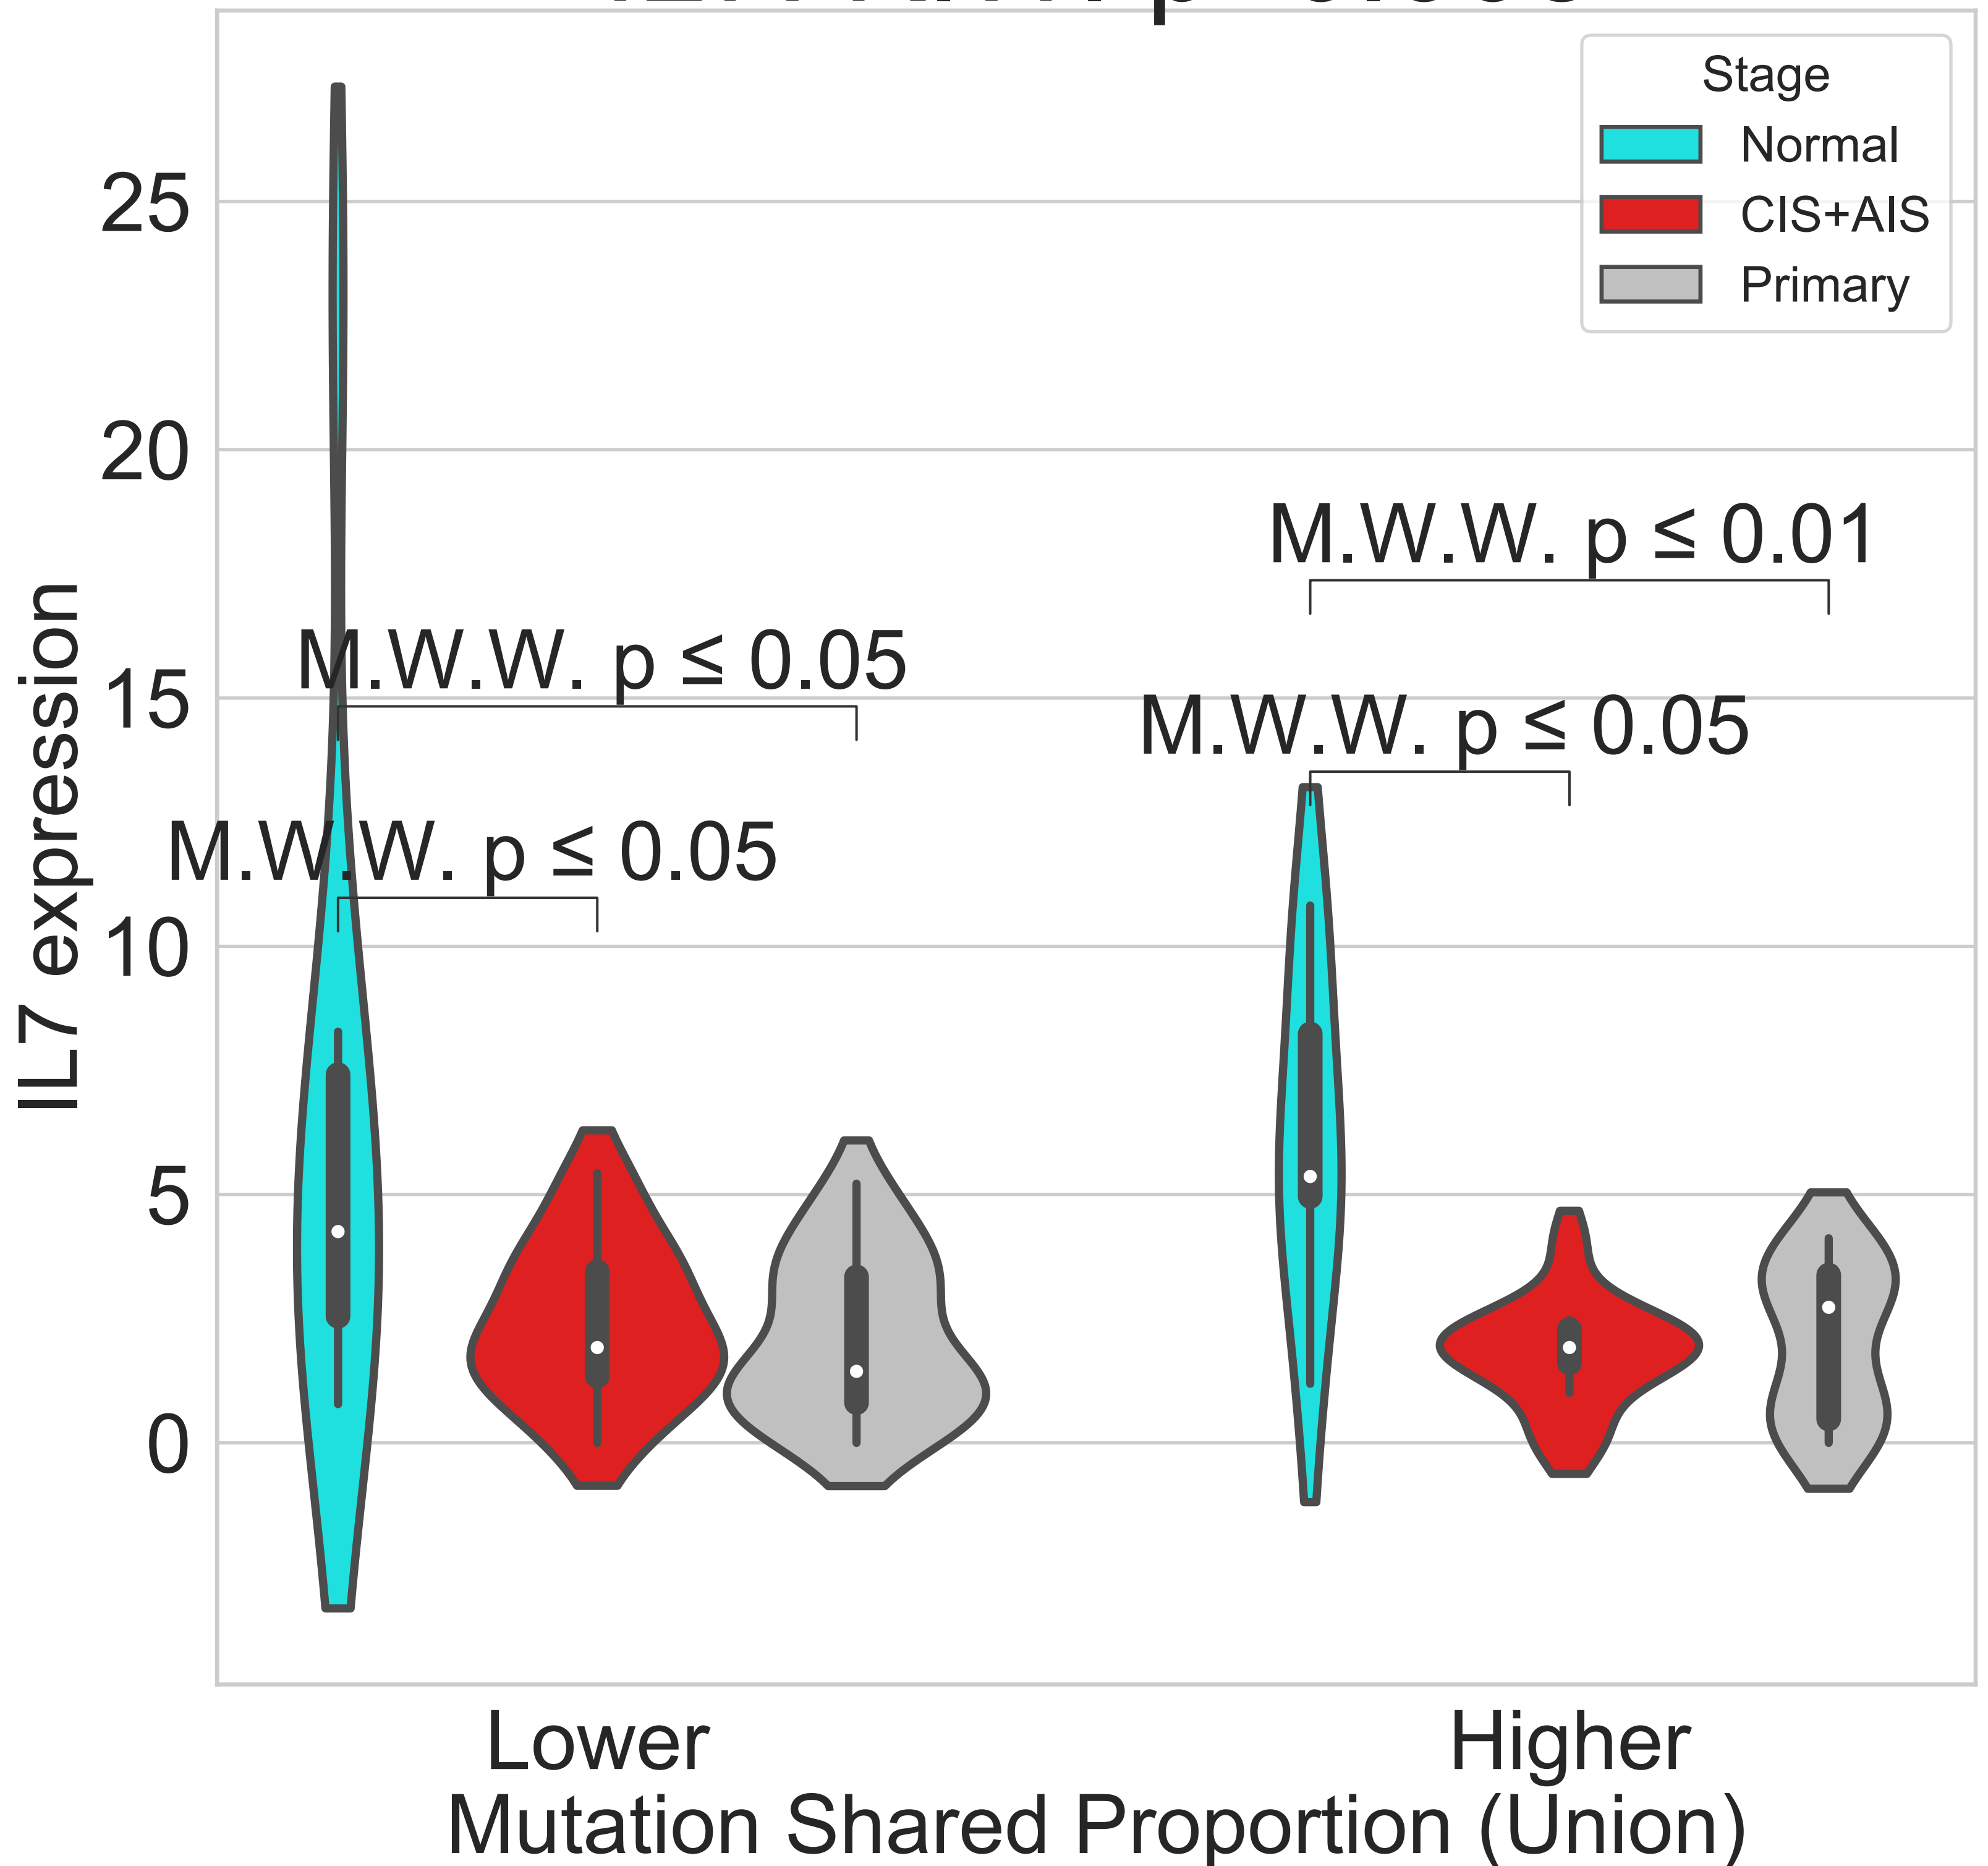 Stage
Normal
CIS+AIS
Primary
25
20
15
10
5
0
IL7 expression
M.W.W. p ≤ 0.01
M.W.W. p ≤ 0.05
M.W.W. p ≤ 0.05
M.W.W. p ≤ 0.05
Lower
Higher
Mutation Shared Proportion (Union)